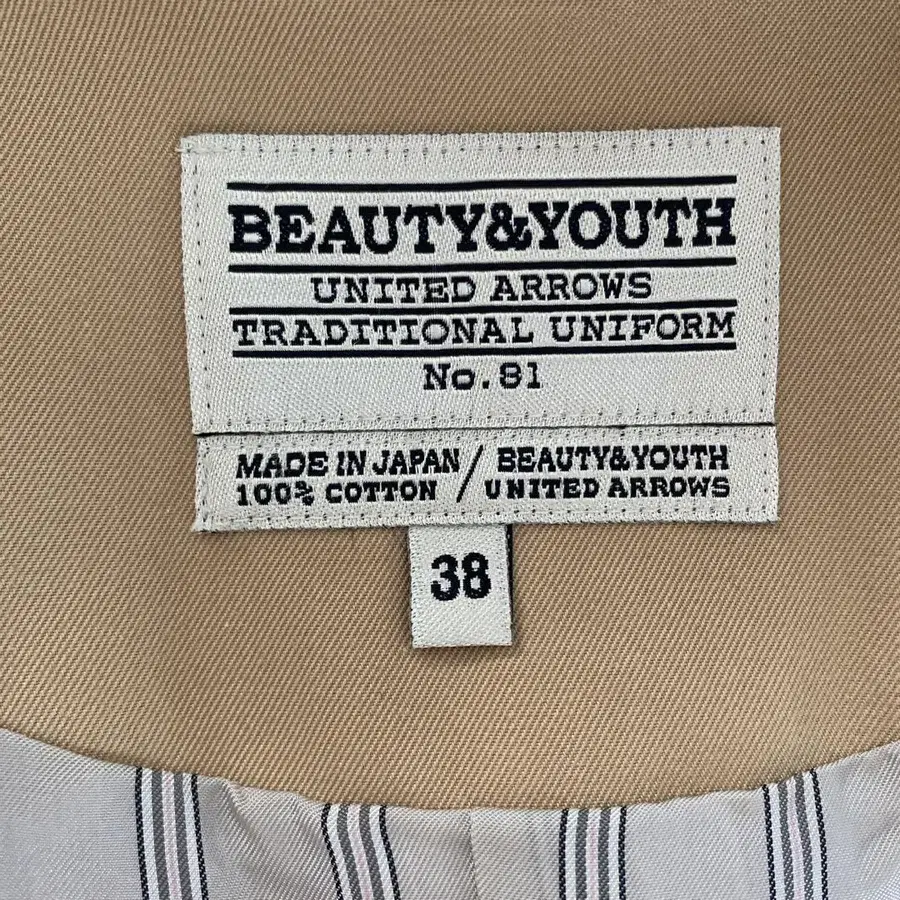 BEAUTY&YOUTH
UNITED ARROWS
TRADITIONAL UNIFORM
No.81
MADE IN JAPAN / BEAUTY&YOUTH
100% COTTON / UNITED ARROWS
38